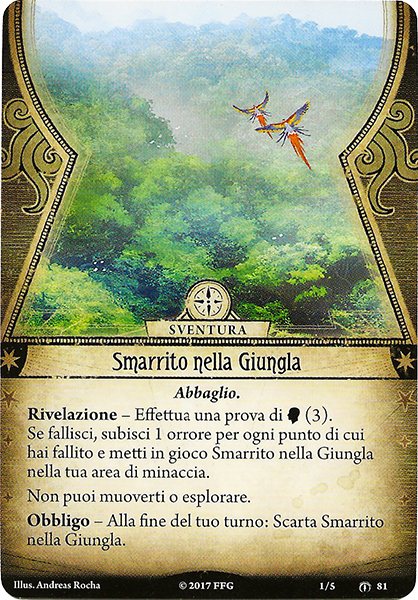 SVENTURA
Smarrito nella Giungla
Abbaglio.
Rivelazione – Effettua una prova di (3).
Se fallisci, subisci 1 orrore per ogni punto di cui
hai fallito e metti in gioco Smarrito nella Giungla
nella tua area di minaccia.
Non puoi muoverti o esplorare.
Obbligo – Alla fine del tuo turno: Scarta Smarrito
nella Giungla.
Illus. Andreas Rocha © 2017 FFG 1/5 81